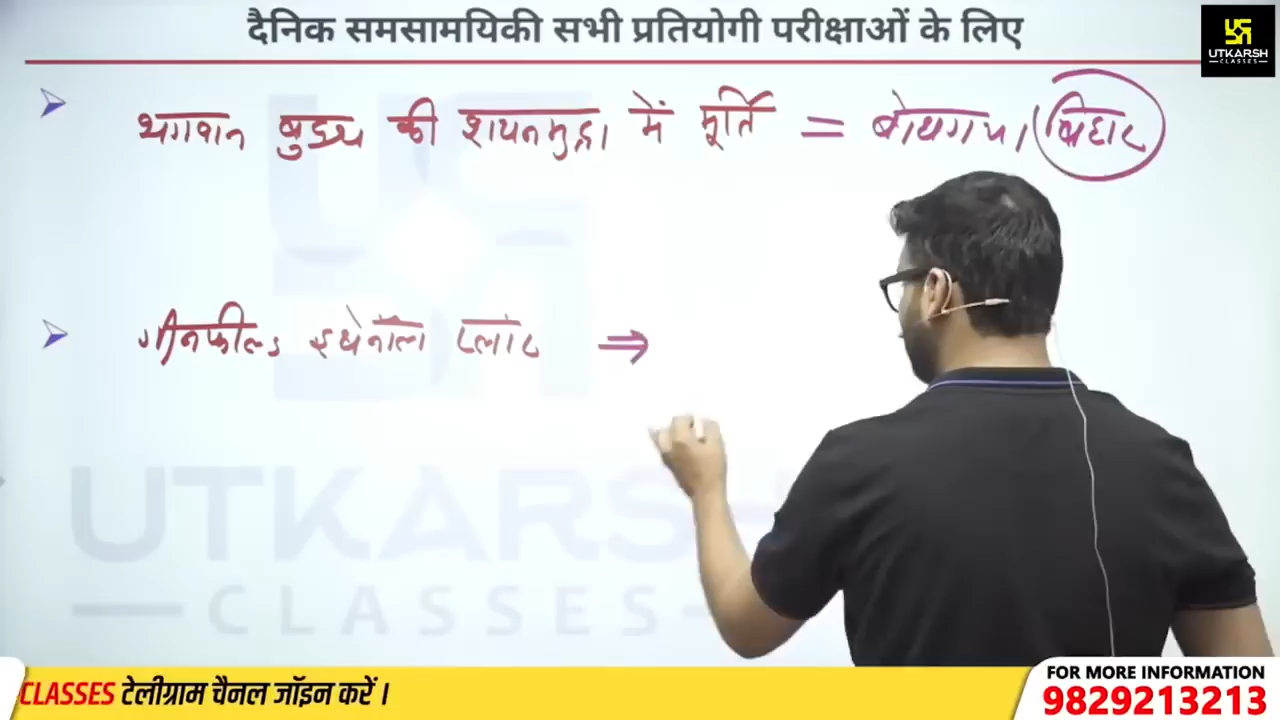 दैनिक समसामयिकी सभी प्रतियोगी परीक्षाओं के लिए
UTKARSH
CLASSES
भगवान बुद्ध की शयनमुद्रा में मूर्ति = बोधगया बिहार
ग्रीनफील्ड इथेनॉल प्लांट ⇒
UTKARSH
CLASSES
CLASSES टेलीग्राम चैनल जॉइन करें।
FOR MORE INFORMATION
9829213213